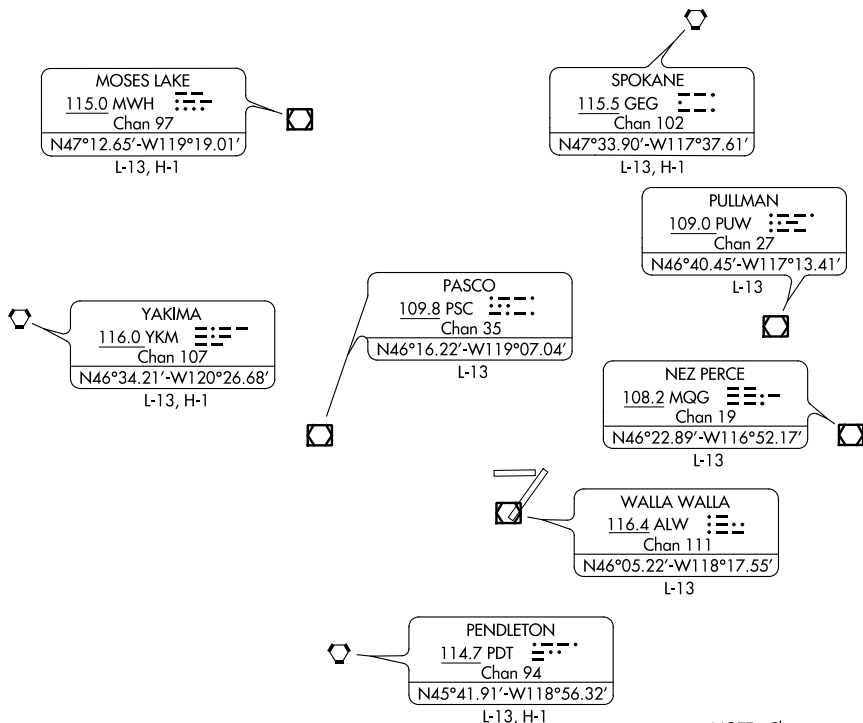 MOSES LAKE
115.0 MWH
Chan 97
N47°12.65′-W119°19.01′
L-13, H-1
SPOKANE
115.5 GEG
Chan 102
N47°33.90′-W117°37.61′
L-13, H-1
PULLMAN
109.0 PUW
Chan 27
N46°40.45′-W117°13.41′
L-13
PASCO
109.8 PSC
Chan 35
N46°16.22′-W119°07.04′
L-13
YAKIMA
116.0 YKM
Chan 107
N46°34.21′-W120°26.68′
L-13, H-1
NEZ PERCE
108.2 MQG
Chan 19
N46°22.89′-W116°52.17′
L-13
WALLA WALLA
116.4 ALW
Chan 111
N46°05.22′-W118°17.55′
L-13
PENDLETON
114.7 PDT
Chan 94
N45°41.91′-W118°56.32′
L-13, H-1